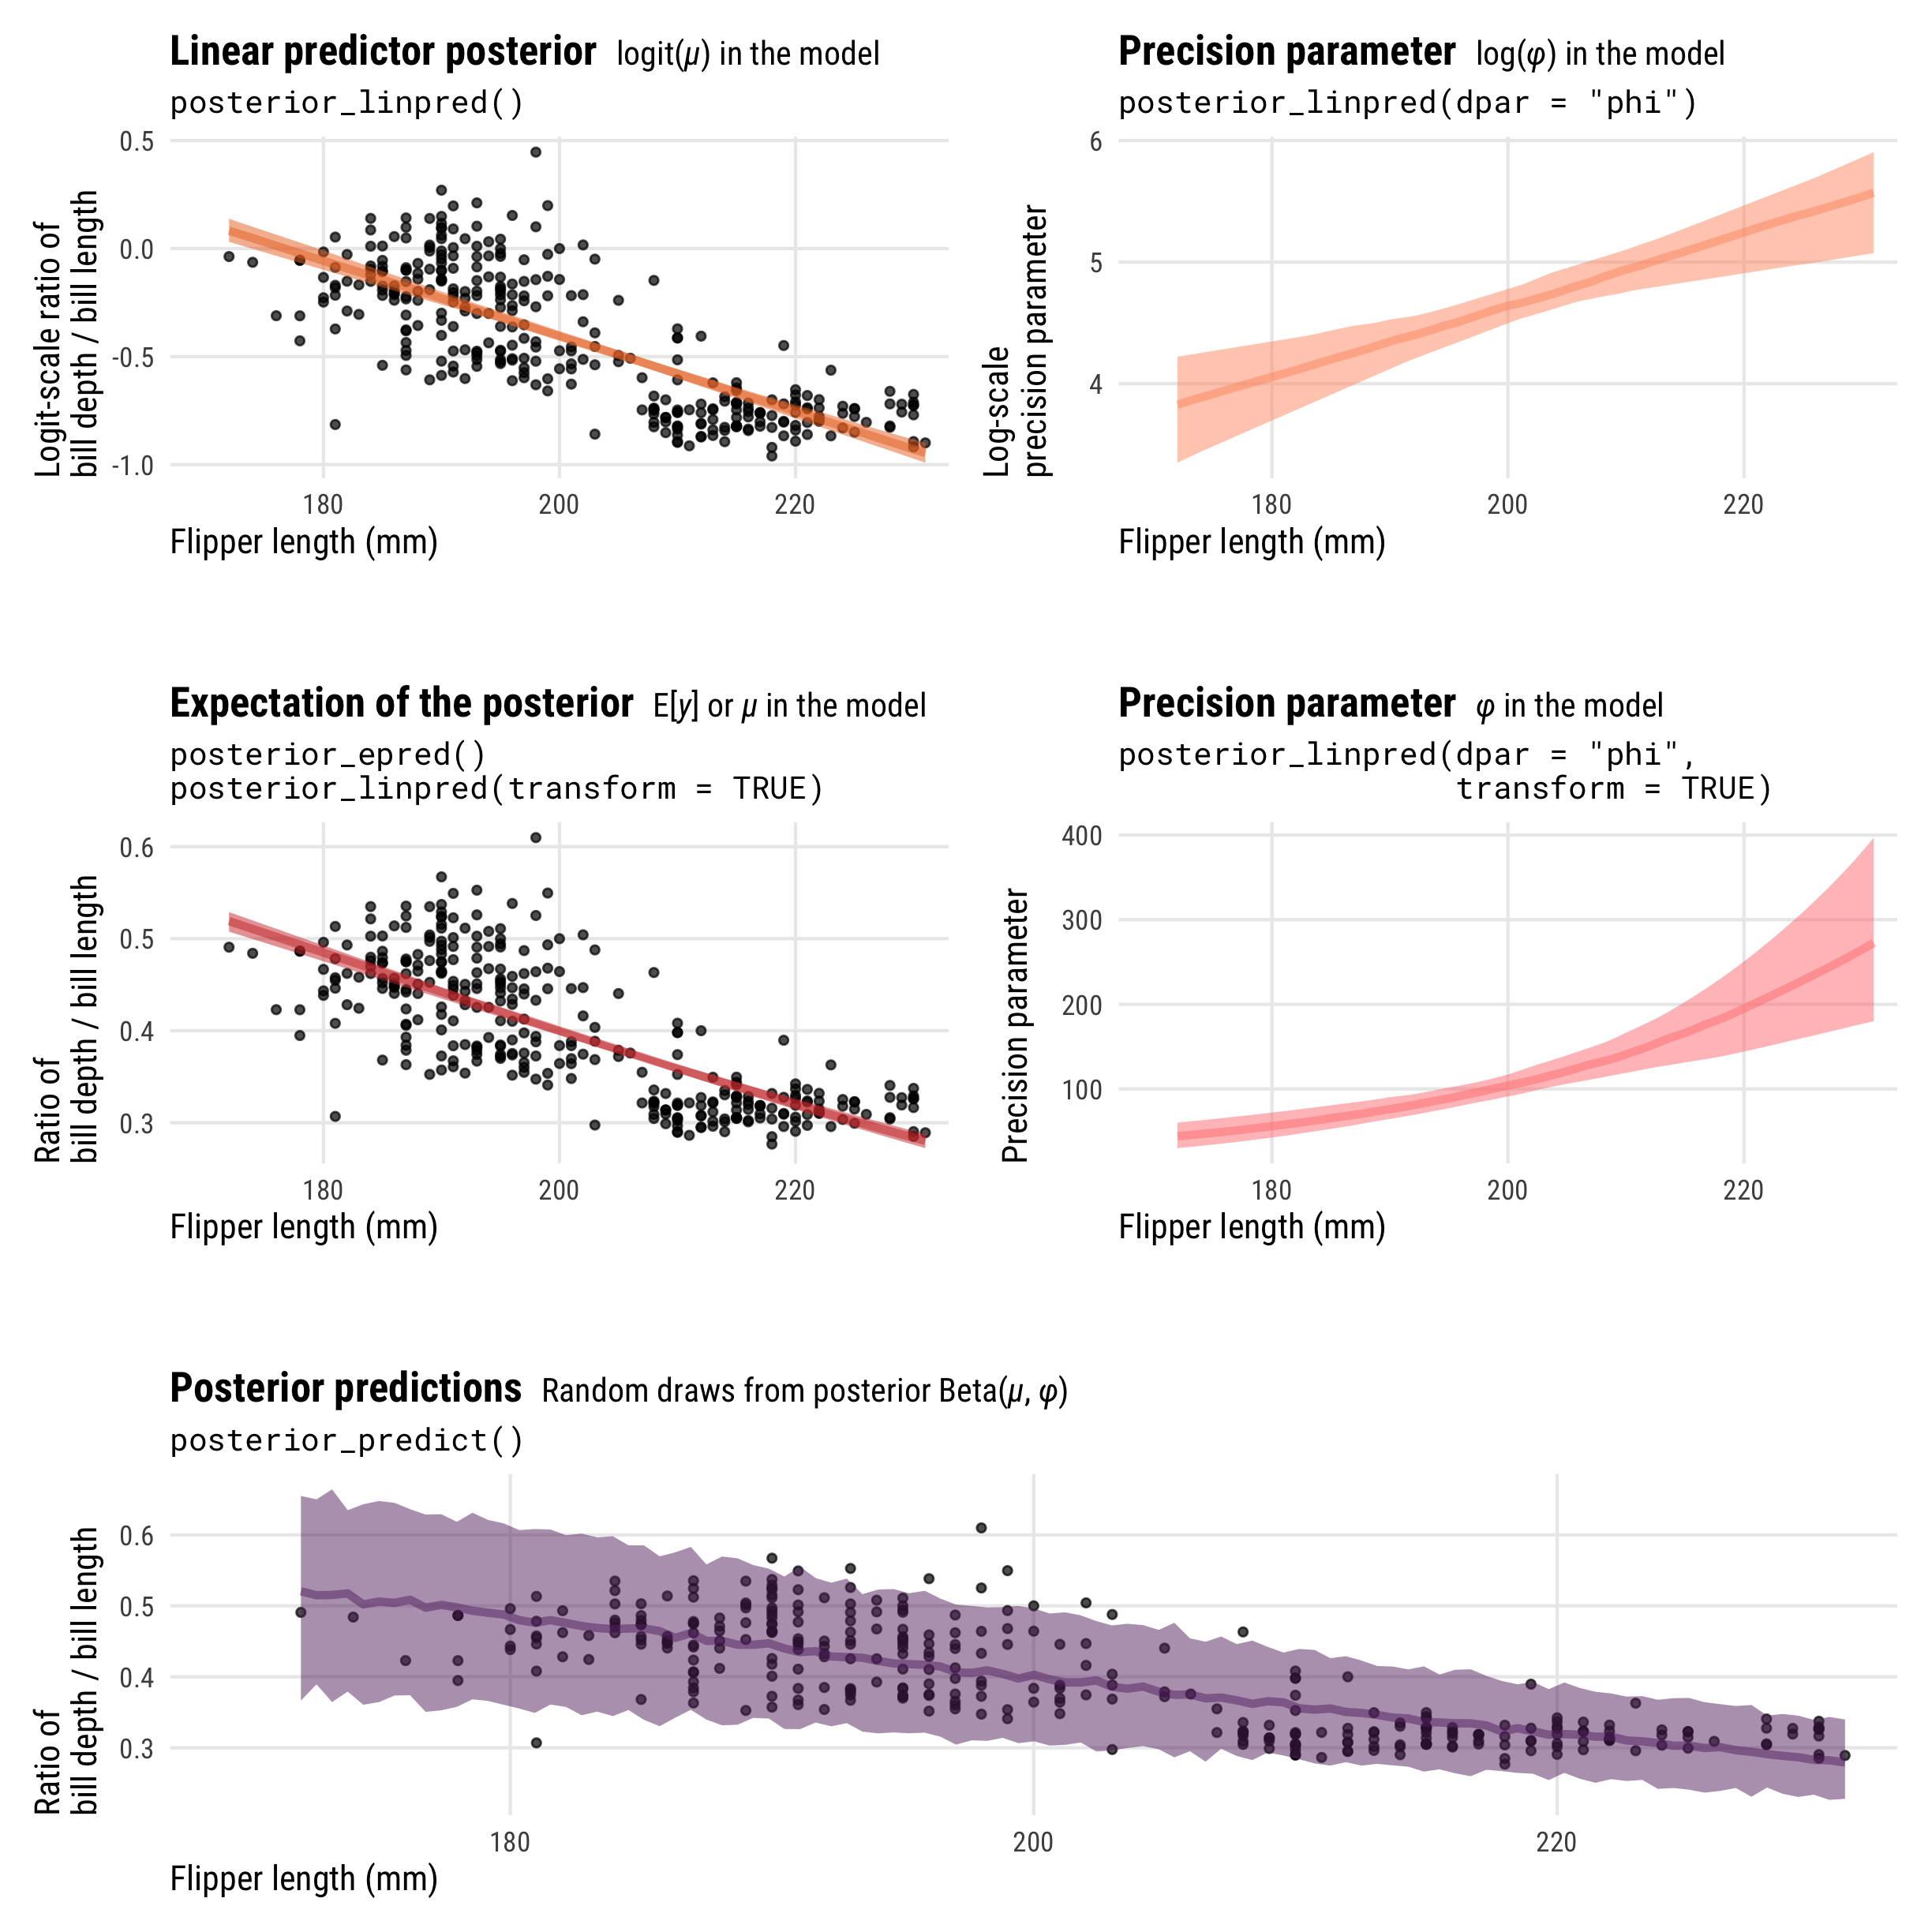 Linear predictor posterior logit(μ) in the model
posterior_linpred()
Logit-scale ratio of
bill depth / bill length
0.5
0.0
-0.5
-1.0
180 200 220
Flipper length (mm)
Precision parameter log(φ) in the model
posterior_linpred(dpar = "phi")
Log-scale
precision parameter
6
5
4
180 200 220
Flipper length (mm)
Expectation of the posterior E[y] or μ in the model
posterior_epred()
posterior_linpred(transform = TRUE)
Ratio of
bill depth / bill length
0.6
0.5
0.4
0.3
180 200 220
Flipper length (mm)
Precision parameter φ in the model
posterior_linpred(dpar = "phi",
transform = TRUE)
Precision parameter
400
300
200
100
180 200 220
Flipper length (mm)
Posterior predictions Random draws from posterior Beta(μ, φ)
posterior_predict()
Ratio of
bill depth / bill length
0.6
0.5
0.4
0.3
180 200 220
Flipper length (mm)